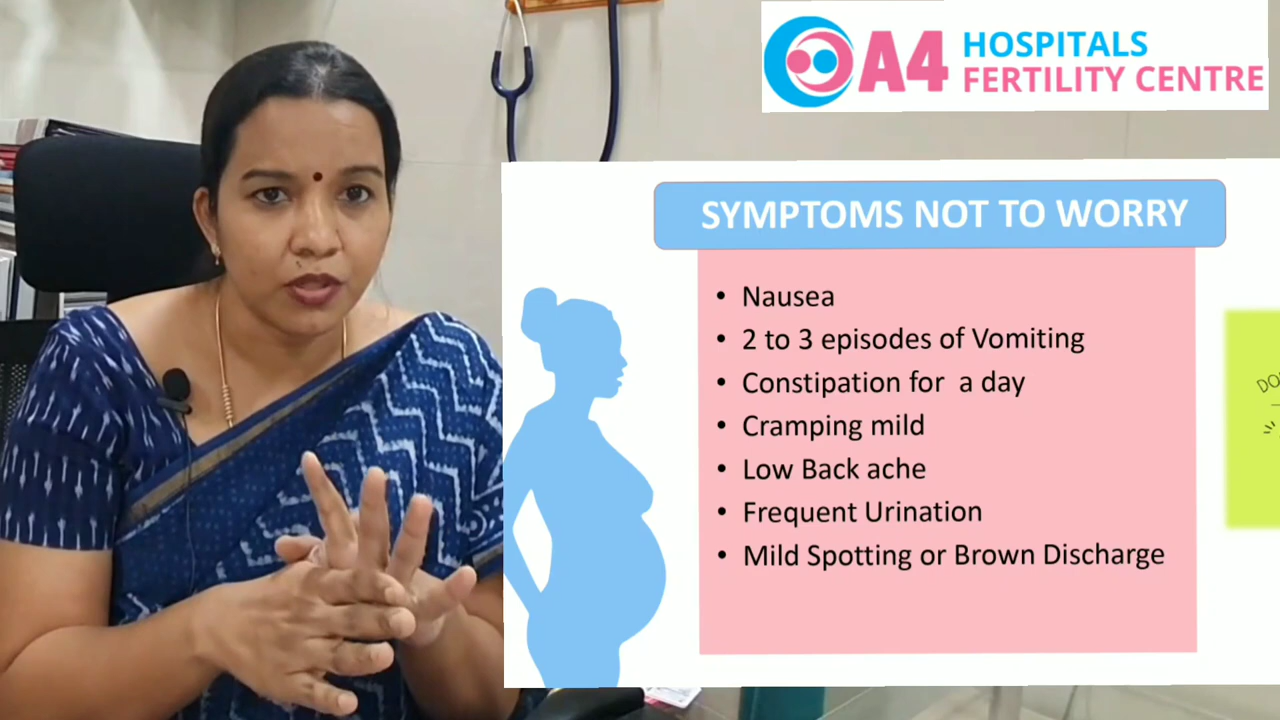 A4 HOSPITALS
FERTILITY CENTRE
SYMPTOMS NOT TO WORRY
• Nausea
• 2 to 3 episodes of Vomiting
• Constipation for a day
• Cramping mild
• Low Back ache
• Frequent Urination
• Mild Spotting or Brown Discharge